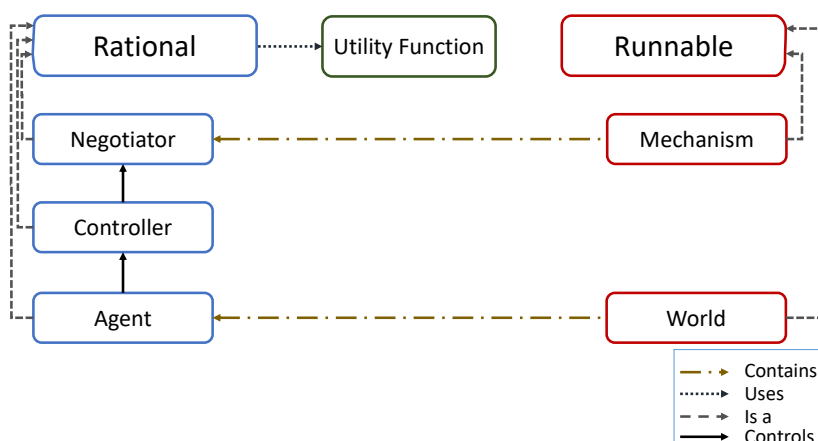 Rational
Utility Function
Runnable
Negotiator
Mechanism
Controller
Agent
World
Contains
Uses
Is a
Controls